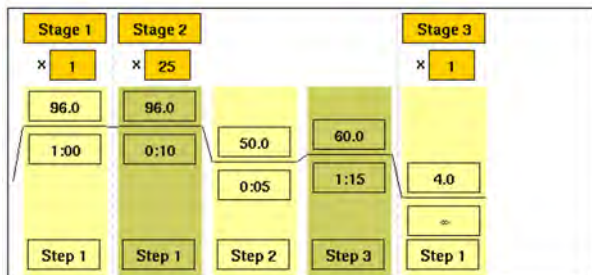 Stage 1 Stage 2 Stage 3
× 1 × 25 × 1
96.0 96.0 50.0 60.0 4.0
1:00 0:10 0:05 1:15 ∞
Step 1 Step 1 Step 2 Step 3 Step 1